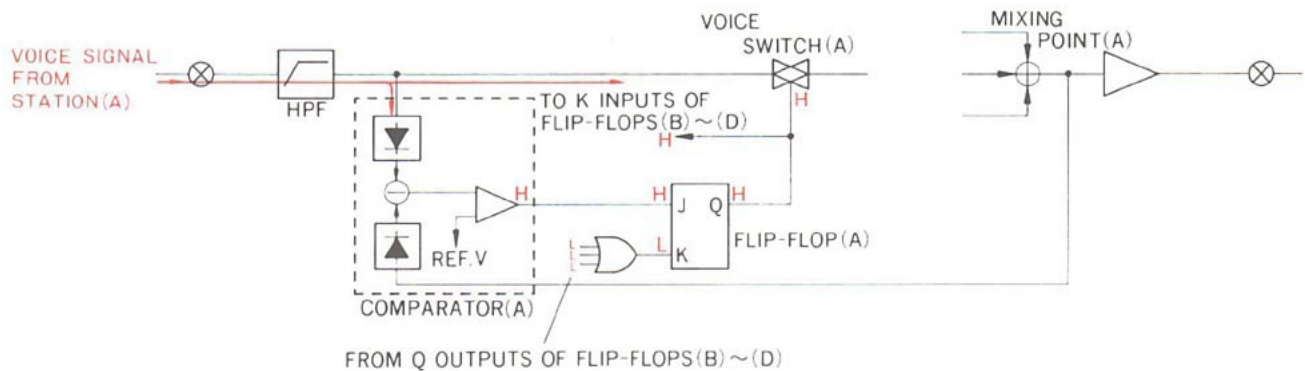 VOICE
SWITCH(A)
MIXING
POINT(A)
VOICE SIGNAL
FROM
STATION(A)
HPF
H
TO K INPUTS OF
FLIP-FLOPS(B)~(D)
H
H
H
H
J Q
L
K
FLIP-FLOP(A)
REF.V
L
L
L
COMPARATOR(A)
FROM Q OUTPUTS OF FLIP-FLOPS(B)~(D)